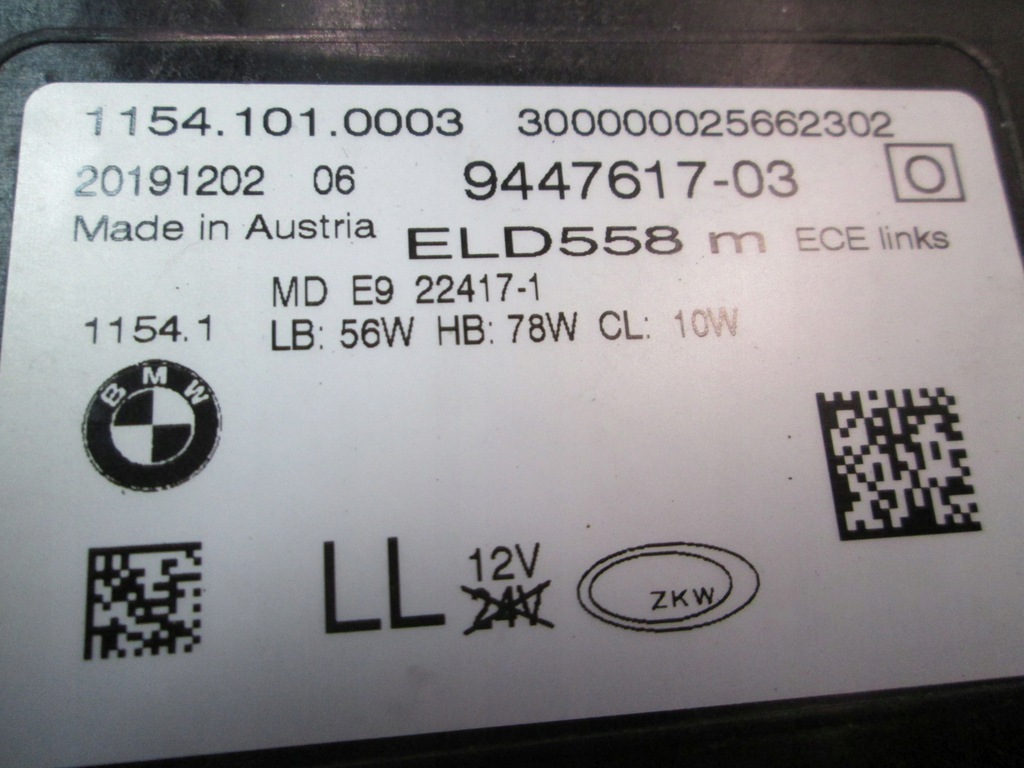 1154.101.0003 300000025662302
20191202 06 9447617-03 O
Made in Austria ELD558 m ECE links
MD E9 22417-1
1154.1 LB: 56W HB: 78W CL: 10W
BMW
LL 12V ZKW
24V